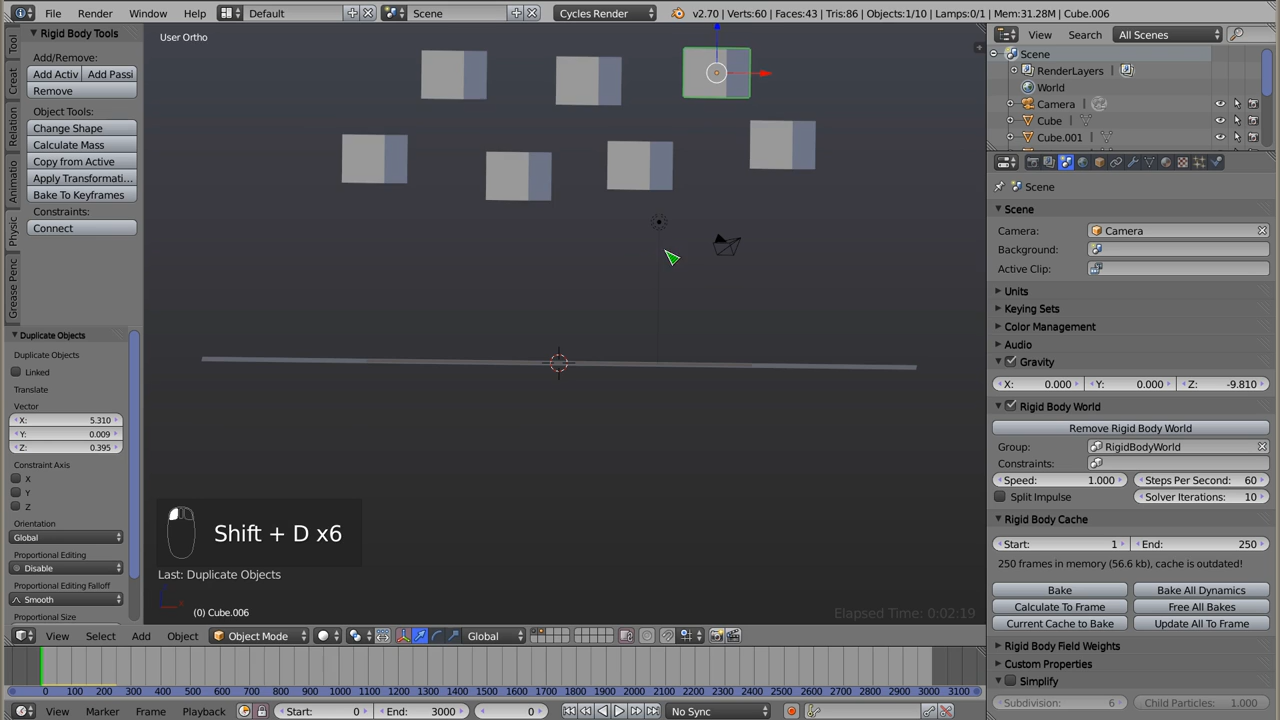 File Render Window Help Default Scene Cycles Render v2.70 | Verts:60 | Faces:43 | Tris:86 | Objects:1/10 | Lamps:0/1 | Mem:31.28M | Cube.006
Rigid Body Tools
Add/Remove:
Add Activ Add Passi
Remove
Object Tools:
Change Shape
Calculate Mass
Copy from Active
Apply Transformati...
Bake To Keyframes
Constraints:
Connect
Tool
Creat
Relation
Animatio
Physic
Grease Penc
Duplicate Objects
Duplicate Objects
Linked
Translate
Vector
X: 5.310
Y: 0.009
Z: 0.395
Constraint Axis
X
Y
Z
Orientation
Global
Proportional Editing
Disable
Proportional Editing Falloff
Smooth
Proportional Size
User Ortho
Shift + D x6
Last: Duplicate Objects
(0) Cube.006
Elapsed Time: 0:02:19
View Select Add Object Object Mode Global
0 100 200 300 400 500 600 700 800 900 1000 1100 1200 1300 1400 1500 1600 1700 1800 1900 2000 2100 2200 2300 2400 2500 2600 2700 2800 2900 3000 3100
View Marker Frame Playback Start: 0 End: 3000 0 No Sync
View Search All Scenes
Scene
RenderLayers
World
Camera
Cube
Cube.001
Scene
Scene
Camera: Camera
Background:
Active Clip:
Units
Keying Sets
Color Management
Audio
Gravity
X: 0.000 Y: 0.000 Z: -9.810
Rigid Body World
Remove Rigid Body World
Group: RigidBodyWorld
Constraints:
Speed: 1.000 Steps Per Second: 60
Split Impulse Solver Iterations: 10
Rigid Body Cache
Start: 1 End: 250
250 frames in memory (56.6 kb), cache is outdated!
Bake Bake All Dynamics
Calculate To Frame Free All Bakes
Current Cache to Bake Update All To Frame
Rigid Body Field Weights
Custom Properties
Simplify
Subdivision: 6 Child Particles: 1.000